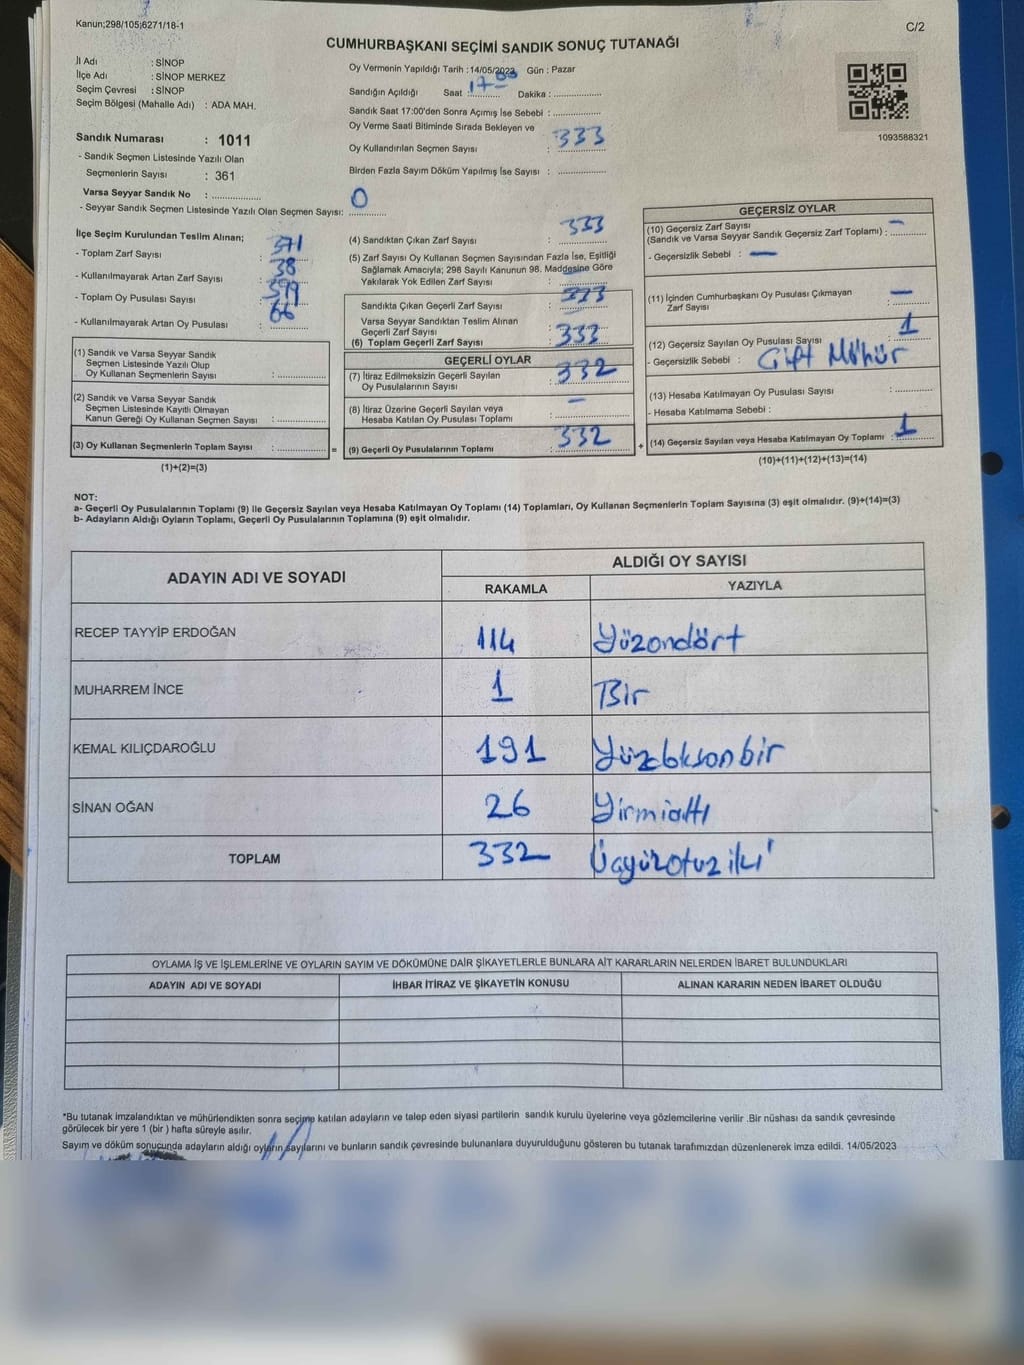 Kanun;298/105;6271/18-1
C/2
CUMHURBAŞKANI SEÇİMİ SANDIK SONUÇ TUTANAĞI
İl Adı : SİNOP
İlçe Adı : SİNOP MERKEZ
Seçim Çevresi : SİNOP
Seçim Bölgesi (Mahalle Adı) : ADA MAH.
Sandık Numarası : 1011
- Sandık Seçmen Listesinde Yazılı Olan
Seçmenlerin Sayısı : 361
Varsa Seyyar Sandık No : ..................
- Seyyar Sandık Seçmen Listesinde Yazılı Olan Seçmen Sayısı: 0
Oy Vermenin Yapıldığı Tarih : 14/05/2023 Gün : Pazar
Sandığın Açıldığı Saat : 17-00 Dakika : ..................
Sandık Saat 17:00'den Sonra Açımış İse Sebebi : ..................
Oy Verme Saati Bitiminde Sırada Bekleyen ve
Oy Kullandırılan Seçmen Sayısı : 333
Birden Fazla Sayım Döküm Yapılmış İse Sayısı : ..................
1093588321
İlçe Seçim Kurulundan Teslim Alınan;
- Toplam Zarf Sayısı : 371
- Kullanılmayarak Artan Zarf Sayısı : 38
- Toplam Oy Pusulası Sayısı :
- Kullanılmayarak Artan Oy Pusulası : 66
(1) Sandık ve Varsa Seyyar Sandık
Seçmen Listesinde Yazılı Olup
Oy Kullanan Seçmenlerin Sayısı : ..................
(2) Sandık ve Varsa Seyyar Sandık
Seçmen Listesinde Kayıtlı Olmayan
Kanun Gereği Oy Kullanan Seçmen Sayısı : ..................
(3) Oy Kullanan Seçmenlerin Toplam Sayısı : .................. =
(1)+(2)=(3)
(4) Sandıktan Çıkan Zarf Sayısı : 333
(5) Zarf Sayısı Oy Kullanan Seçmen Sayısından Fazla İse, Eşitliği
Sağlamak Amacıyla; 298 Sayılı Kanunun 98. Maddesine Göre
Yakılarak Yok Edilen Zarf Sayısı : –
Sandıkta Çıkan Geçerli Zarf Sayısı : 333
Varsa Seyyar Sandıktan Teslim Alınan
Geçerli Zarf Sayısı :
(6) Toplam Geçerli Zarf Sayısı : 333
GEÇERLİ OYLAR
(7) İtiraz Edilmeksizin Geçerli Sayılan
Oy Pusulalarının Sayısı : 332
(8) İtiraz Üzerine Geçerli Sayılan veya
Hesaba Katılan Oy Pusulası Toplamı : –
(9) Geçerli Oy Pusulalarının Toplamı : 332 +
GEÇERSİZ OYLAR
(10) Geçersiz Zarf Sayısı
(Sandık ve Varsa Seyyar Sandık Geçersiz Zarf Toplamı) : –
- Geçersizlik Sebebi : –
(11) İçinden Cumhurbaşkanı Oy Pusulası Çıkmayan
Zarf Sayısı : –
(12) Geçersiz Sayılan Oy Pusulası Sayısı : 1
- Geçersizlik Sebebi : Çift Mühür
(13) Hesaba Katılmayan Oy Pusulası Sayısı : ..................
- Hesaba Katılmama Sebebi :
(14) Geçersiz Sayılan veya Hesaba Katılmayan Oy Toplamı : 1
(10)+(11)+(12)+(13)=(14)
NOT:
a- Geçerli Oy Pusulalarının Toplamı (9) ile Geçersiz Sayılan veya Hesaba Katılmayan Oy Toplamı (14) Toplamları, Oy Kullanan Seçmenlerin Toplam Sayısına (3) eşit olmalıdır. (9)+(14)=(3)
b- Adayların Aldığı Oyların Toplamı, Geçerli Oy Pusulalarının Toplamına (9) eşit olmalıdır.
ADAYIN ADI VE SOYADI
ALDIĞI OY SAYISI
RAKAMLA YAZIYLA
RECEP TAYYİP ERDOĞAN 114 Yüzondört
MUHARREM İNCE 1 Bir
KEMAL KILIÇDAROĞLU 191
SİNAN OĞAN 26 Yirmialtı
TOPLAM 332 Üçyüzotuziki
OYLAMA İŞ VE İŞLEMLERİNE VE OYLARIN SAYIM VE DÖKÜMÜNE DAİR ŞİKAYETLERLE BUNLARA AİT KARARLARIN NELERDEN İBARET BULUNDUKLARI
ADAYIN ADI VE SOYADI İHBAR İTİRAZ VE ŞİKAYETİN KONUSU ALINAN KARARIN NEDEN İBARET OLDUĞU
*Bu tutanak imzalandıktan ve mühürlendikten sonra seçime katılan adayların ve talep eden siyasi partilerin sandık kurulu üyelerine veya gözlemcilerine verilir .Bir nüshası da sandık çevresinde
görülecek bir yere 1 (bir ) hafta süreyle asılır.
Sayım ve döküm sonucunda adayların aldığı oyların sayılarını ve bunların sandık çevresinde bulunanlara duyurulduğunu gösteren bu tutanak tarafımızdan düzenlenerek imza edildi. 14/05/2023